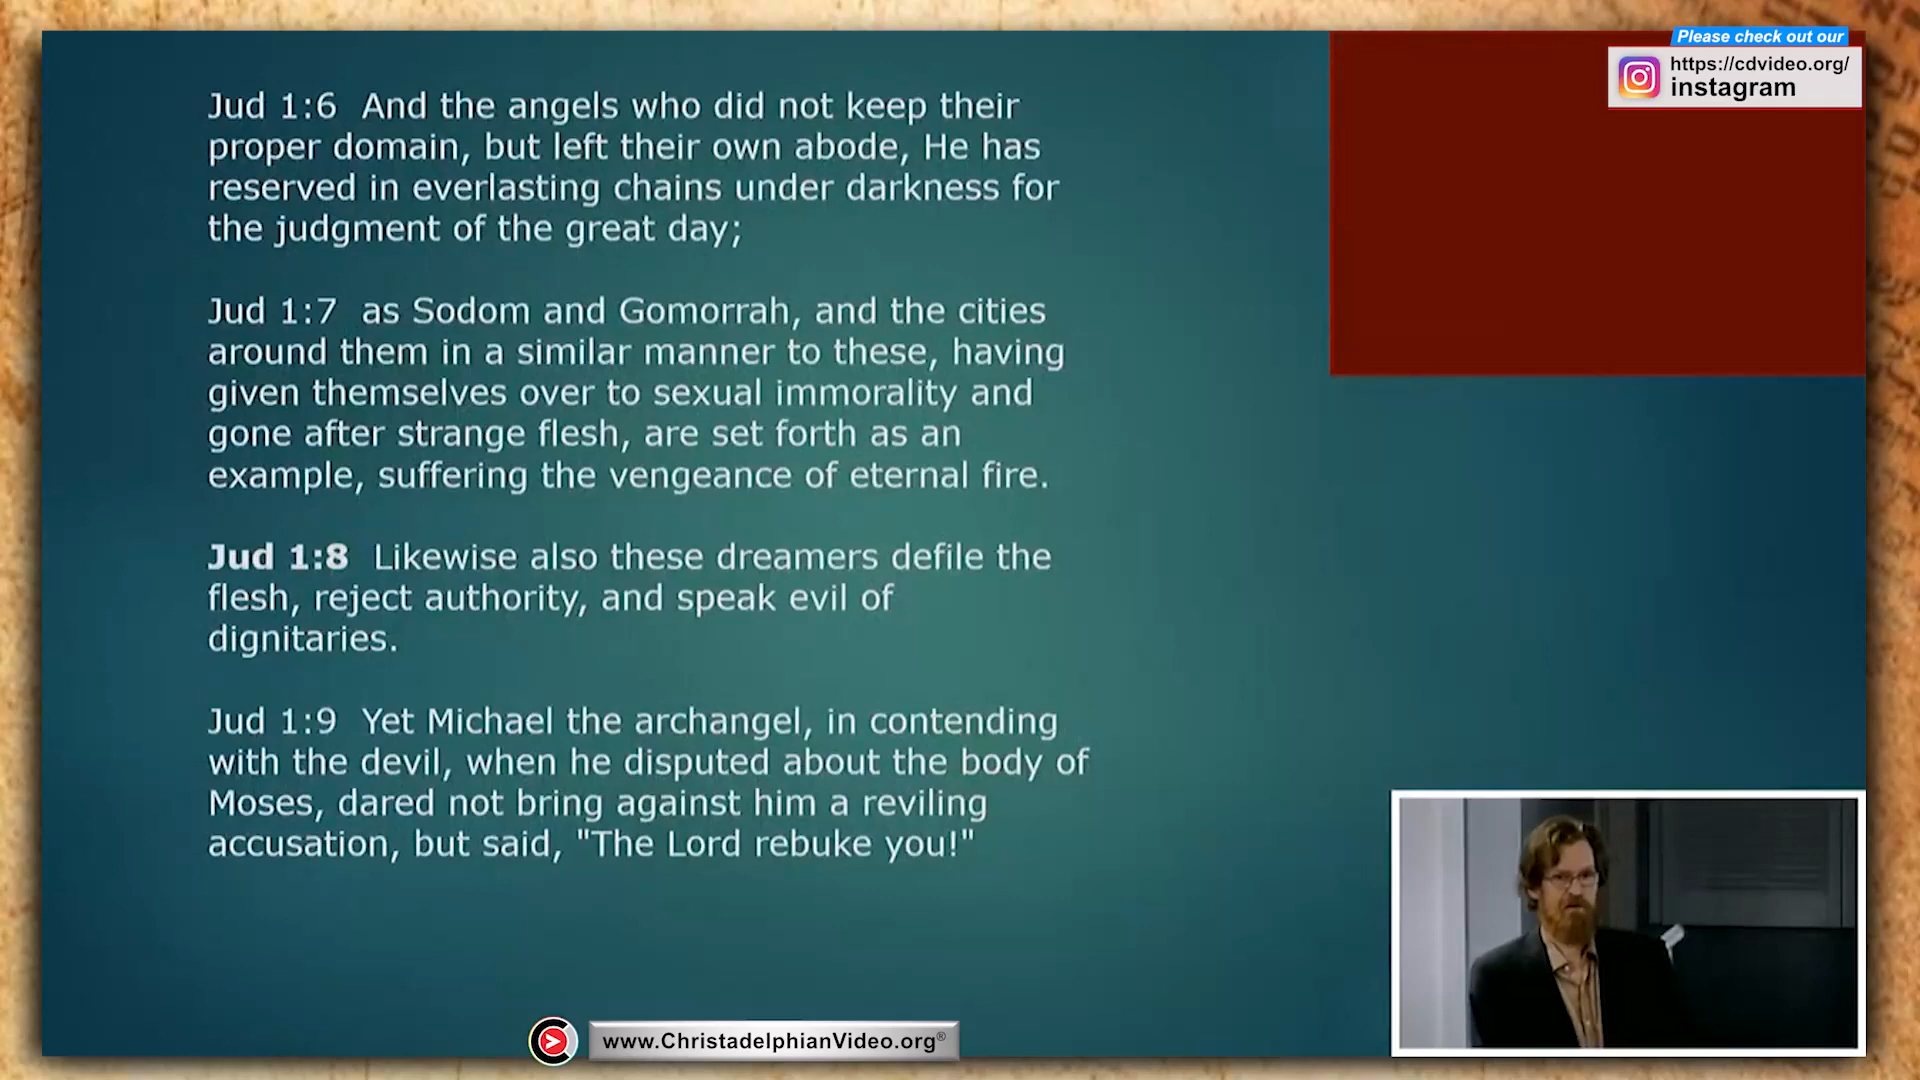 Please check out our
https://cdvideo.org/
instagram
Jud 1:6 And the angels who did not keep their
proper domain, but left their own abode, He has
reserved in everlasting chains under darkness for
the judgment of the great day;
Jud 1:7 as Sodom and Gomorrah, and the cities
around them in a similar manner to these, having
given themselves over to sexual immorality and
gone after strange flesh, are set forth as an
example, suffering the vengeance of eternal fire.
Jud 1:8 Likewise also these dreamers defile the
flesh, reject authority, and speak evil of
dignitaries.
Jud 1:9 Yet Michael the archangel, in contending
with the devil, when he disputed about the body of
Moses, dared not bring against him a reviling
accusation, but said, "The Lord rebuke you!"
www.ChristadelphianVideo.org®